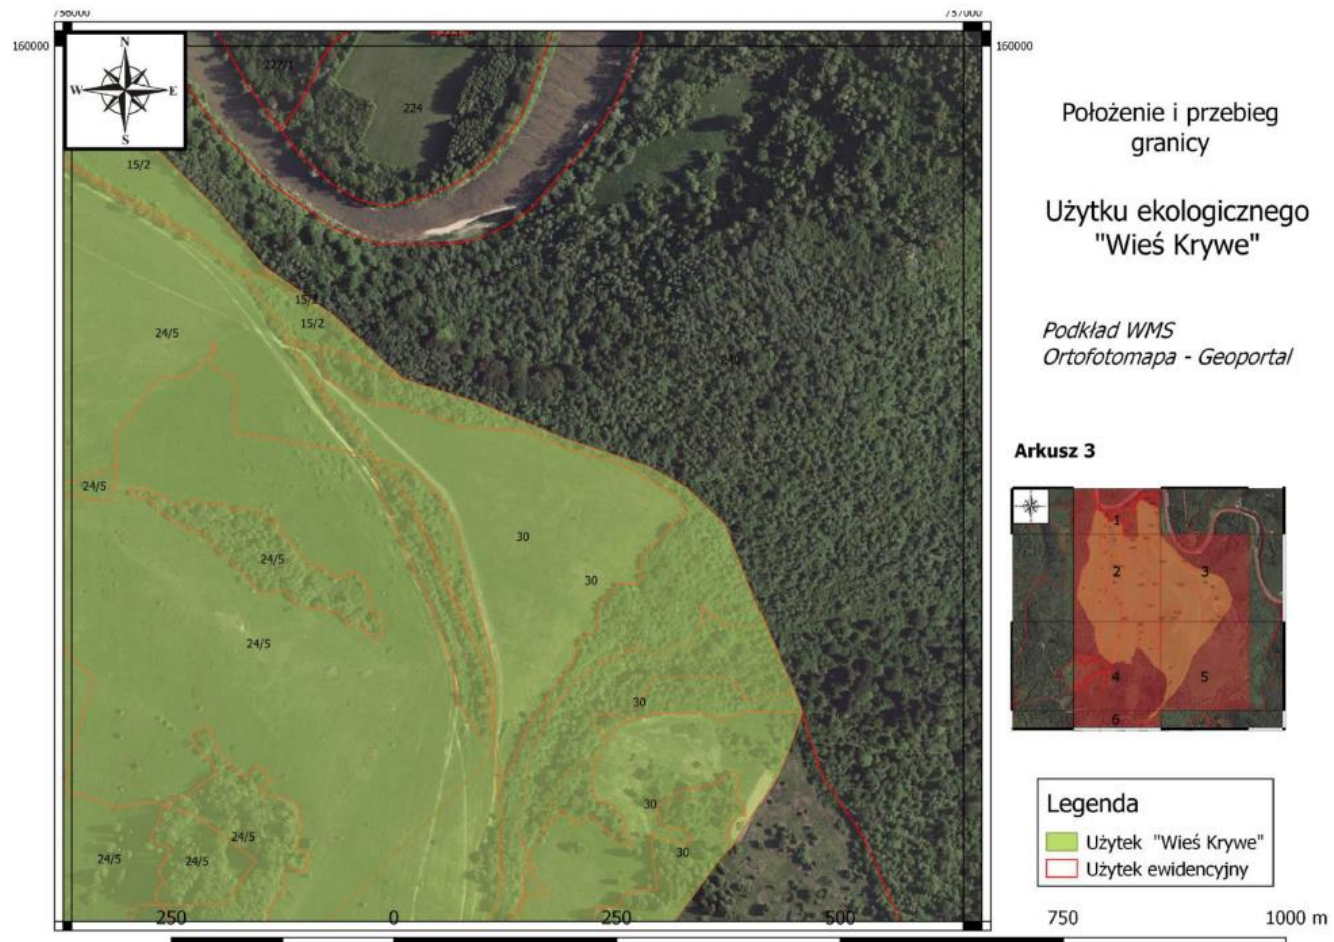 756000
757000
160000
160000
N
W E
S
227/1
224
15/2
15/2
15/2
24/5
240
24/5
24/5
30
30
24/5
30
30
24/5
24/5
24/5
30
250 0 250 500 750 1000 m
Położenie i przebieg
granicy
Użytku ekologicznego
"Wieś Krywe"
Podkład WMS
Ortofotomapa - Geoportal
Arkusz 3
1
2
3
4
5
6
Legenda
Użytek "Wieś Krywe"
Użytek ewidencyjny